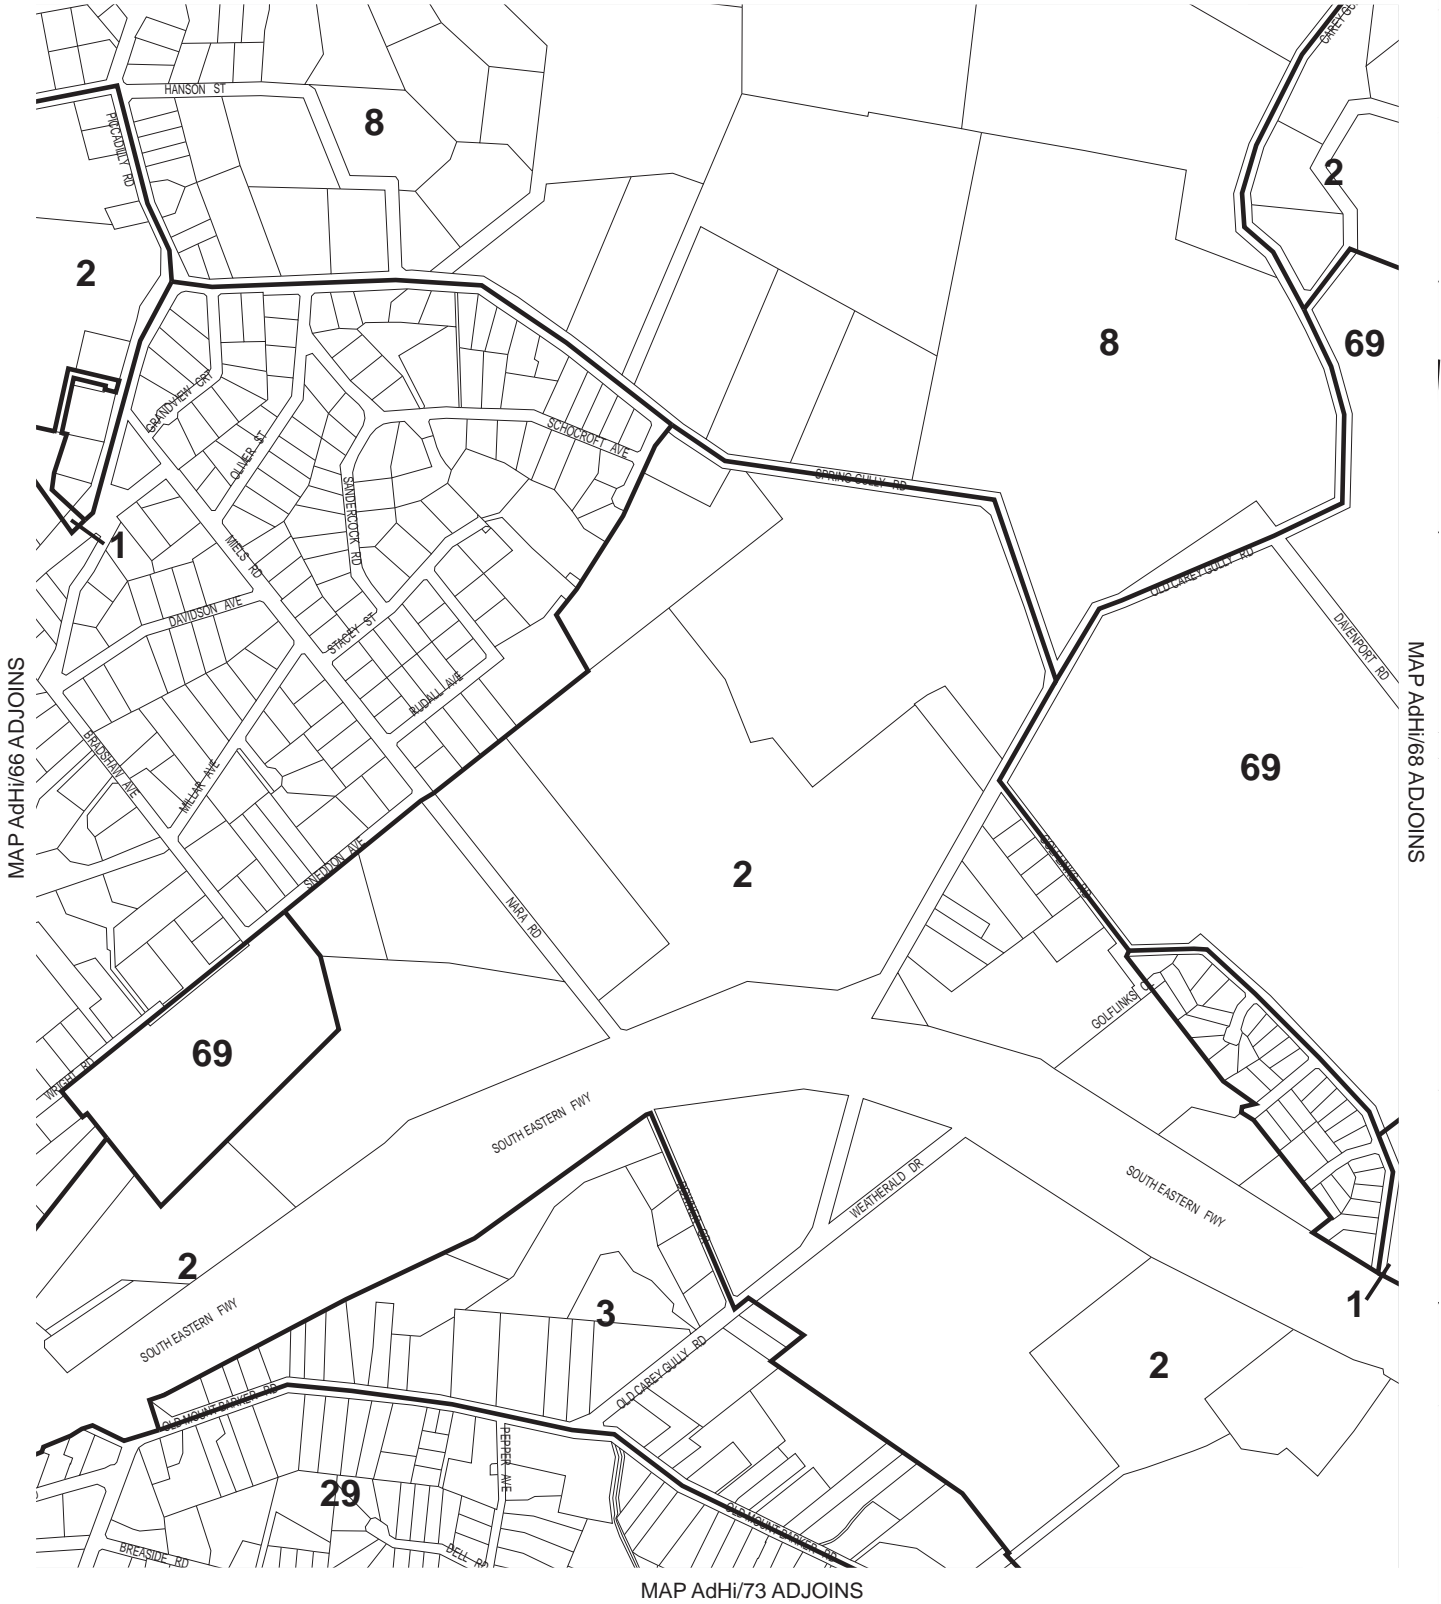 CAREY GU
HANSON ST
8
PICCADILLY RD
2
2
8
69
GRANDVIEW CRT
OLIVER ST
SCHOCROFT AVE
SPRING GULLY RD
SANDERCOCK RD
1
MIELS RD
OLD CAREY GULLY RD
DAVIDSON AVE
STACEY ST
DAVENPORT RD
MAP AdHi/66 ADJOINS
MAP AdHi/68 ADJOINS
RUDALL AVE
BRADSHAW AVE
MILLAR AVE
69
SNEDDON AVE
2
GOLFLINKS RD
NARA RD
GOLFLINKS
69
WRIGHT RD
SOUTH EASTERN FWY
WEATHERALD DR
SOUTH EASTERN FWY
2
SOUTH EASTERN FWY
3
1
2
OLD CAREY GULLY RD
OLD MOUNT BARKER RD
PEPPER AVE
29
OLD MOUNT BARKER RD
BREASIDE RD
DELL RD
MAP AdHi/73 ADJOINS